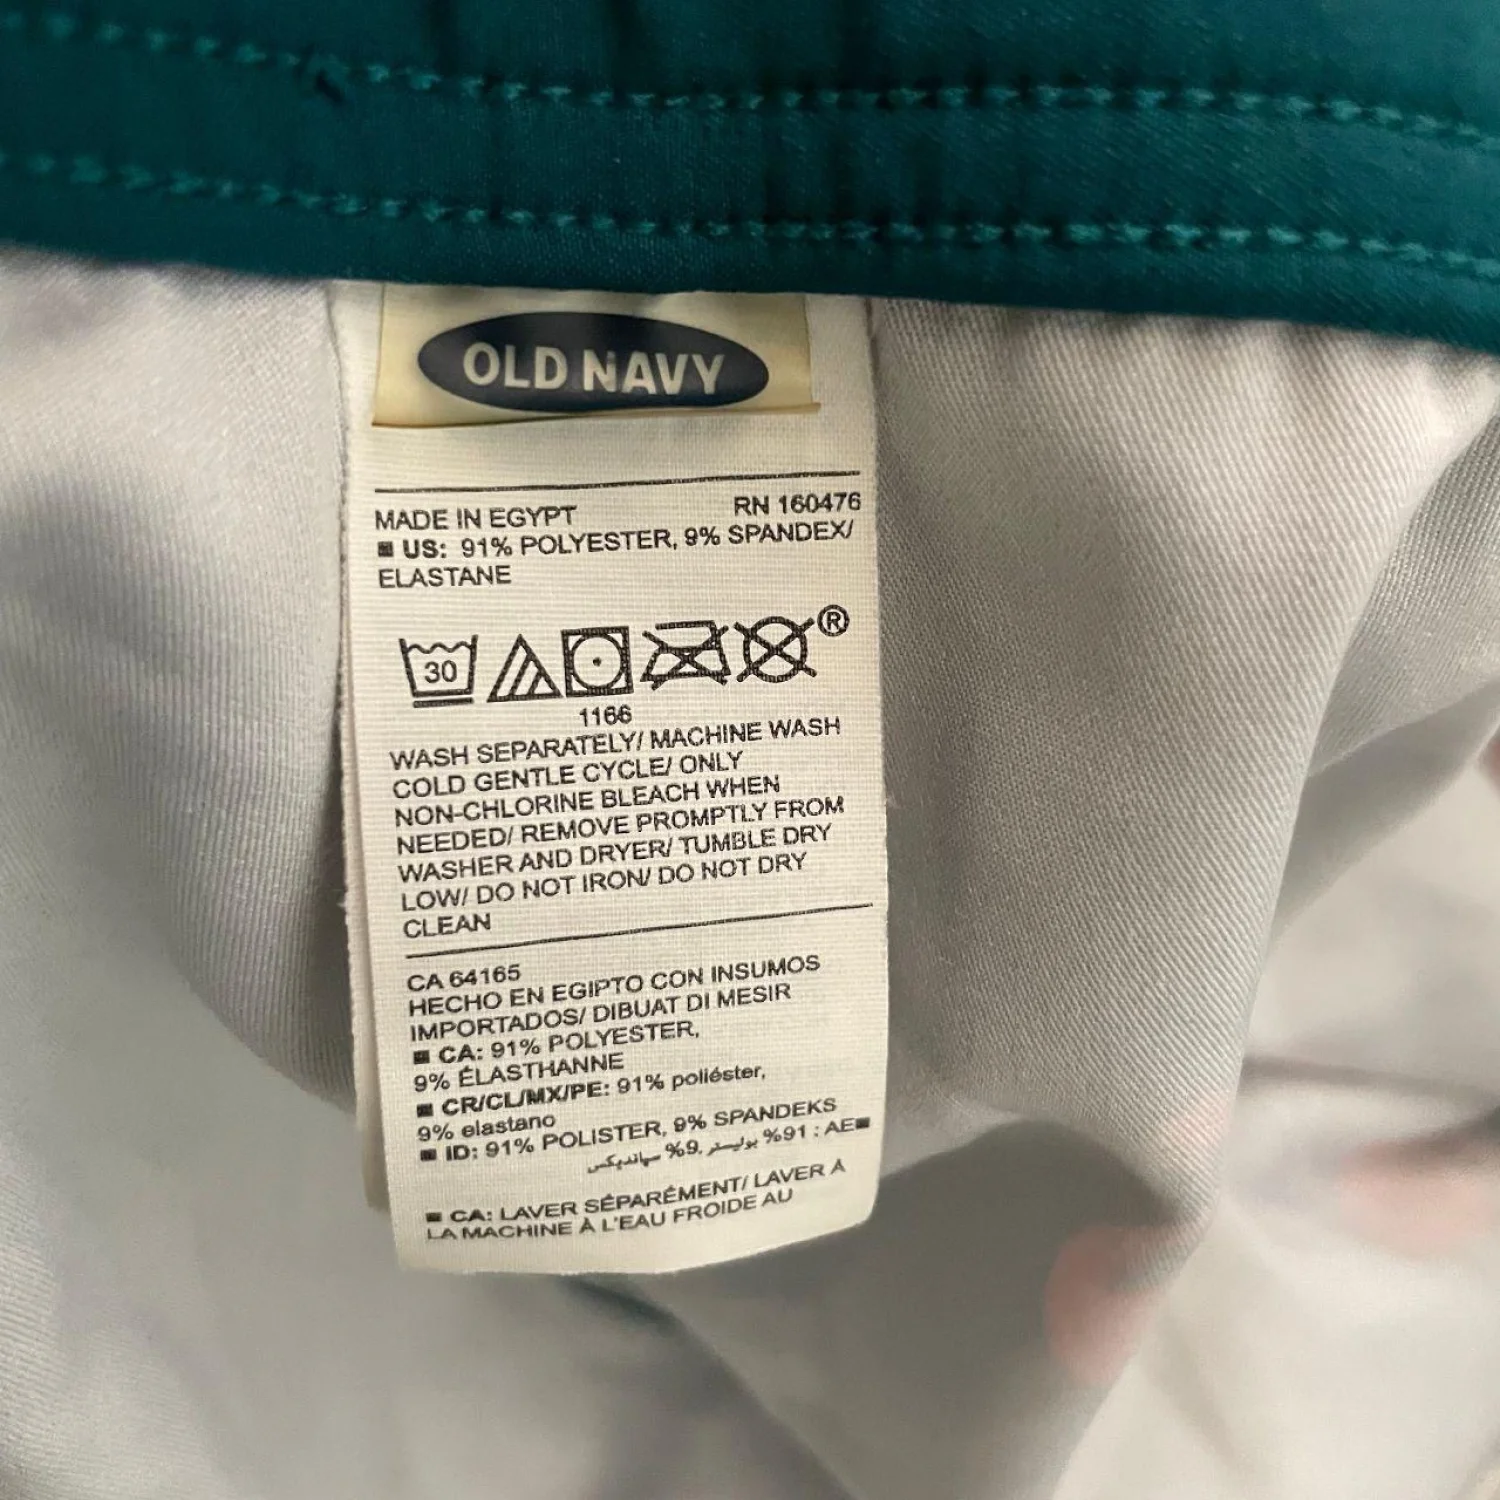 OLD NAVY
MADE IN EGYPT RN 160476
US: 91% POLYESTER, 9% SPANDEX/
ELASTANE
30 ®
1166
WASH SEPARATELY/ MACHINE WASH
COLD GENTLE CYCLE/ ONLY
NON-CHLORINE BLEACH WHEN
NEEDED/ REMOVE PROMPTLY FROM
WASHER AND DRYER/ TUMBLE DRY
LOW/ DO NOT IRON/ DO NOT DRY
CLEAN
CA 64165
HECHO EN EGIPTO CON INSUMOS
IMPORTADOS/ DIBUAT DI MESIR
CA: 91% POLYESTER,
9% ÉLASTHANNE
CR/CL/MX/PE: 91% poliéster,
9% elastano
ID: 91% POLISTER, 9% SPANDEKS
AE : %91 بوليستر, %9 سبانديكس
CA: LAVER SÉPARÉMENT/ LAVER À
LA MACHINE À L'EAU FROIDE AU